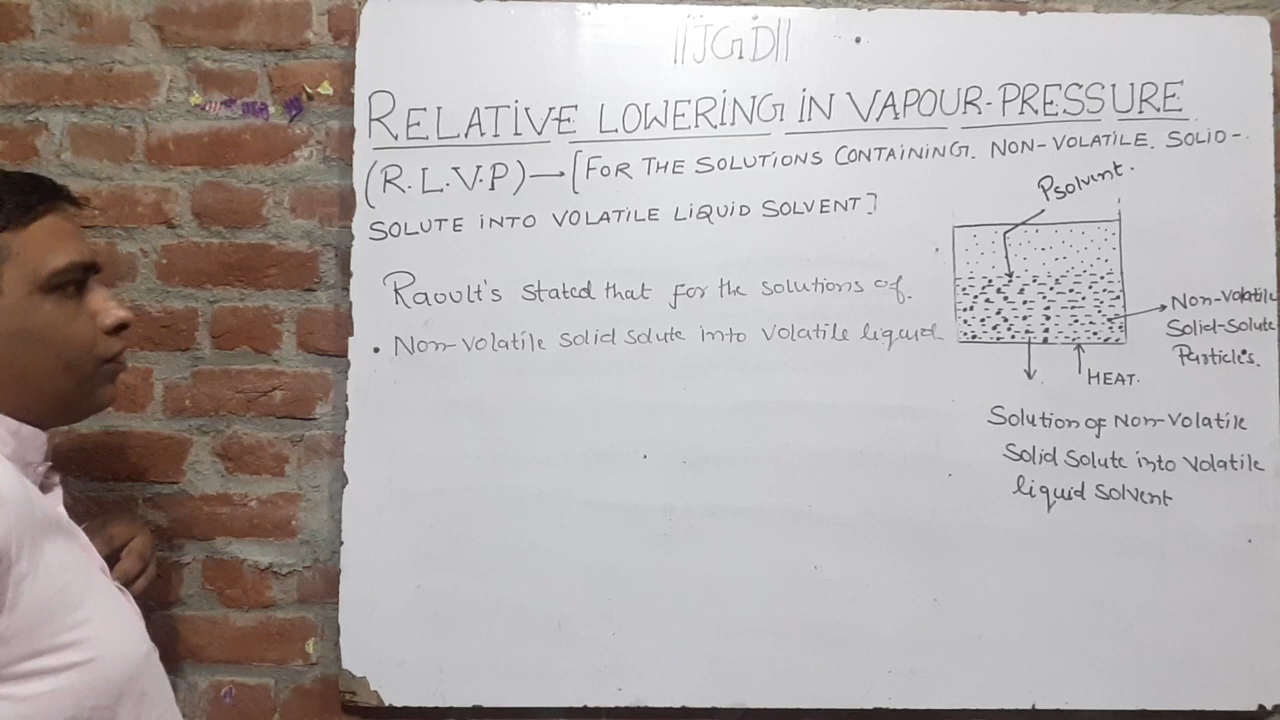 ||JGD||
RELATIVE LOWERING IN VAPOUR-PRESSURE
(R.L.V.P)→[FOR THE SOLUTIONS CONTAINING. NON-VOLATILE. SOLID-
SOLUTE INTO VOLATILE LIQUID SOLVENT]
Psolvent.
Raoult's stated that for the solutions of.
• Non-volatile solid solute into volatile liquid
Non-Volatile
Solid-Solute
Particles.
HEAT.
Solution of Non-Volatile
Solid Solute into Volatile
liquid Solvent